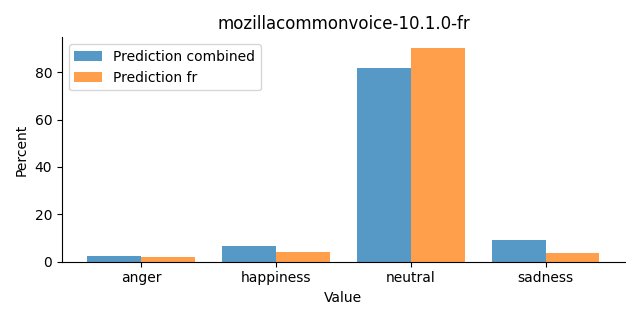 mozillacommonvoice-10.1.0-fr
Prediction combined
Prediction fr
Percent
80
60
40
20
0
anger happiness neutral sadness
Value